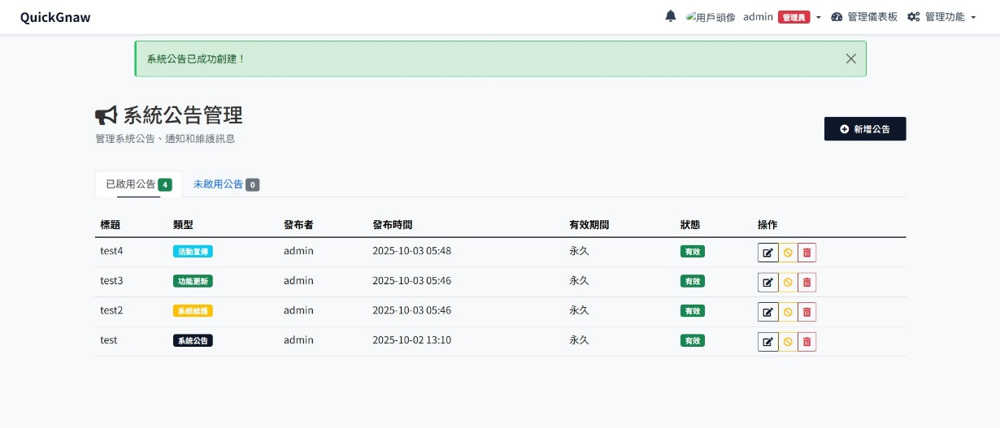 QuickGnaw 用戶頭像 admin 管理員 管理儀表板 管理功能
系統公告已成功創建！
系統公告管理
管理系統公告、通知和維護訊息
新增公告
已啟用公告 4 未啟用公告 0
標題 類型 發布者 發布時間 有效期間 狀態 操作
test4 活動宣傳 admin 2025-10-03 05:48 永久 有效
test3 功能更新 admin 2025-10-03 05:46 永久 有效
test2 系統維護 admin 2025-10-03 05:46 永久 有效
test 系統公告 admin 2025-10-02 13:10 永久 有效